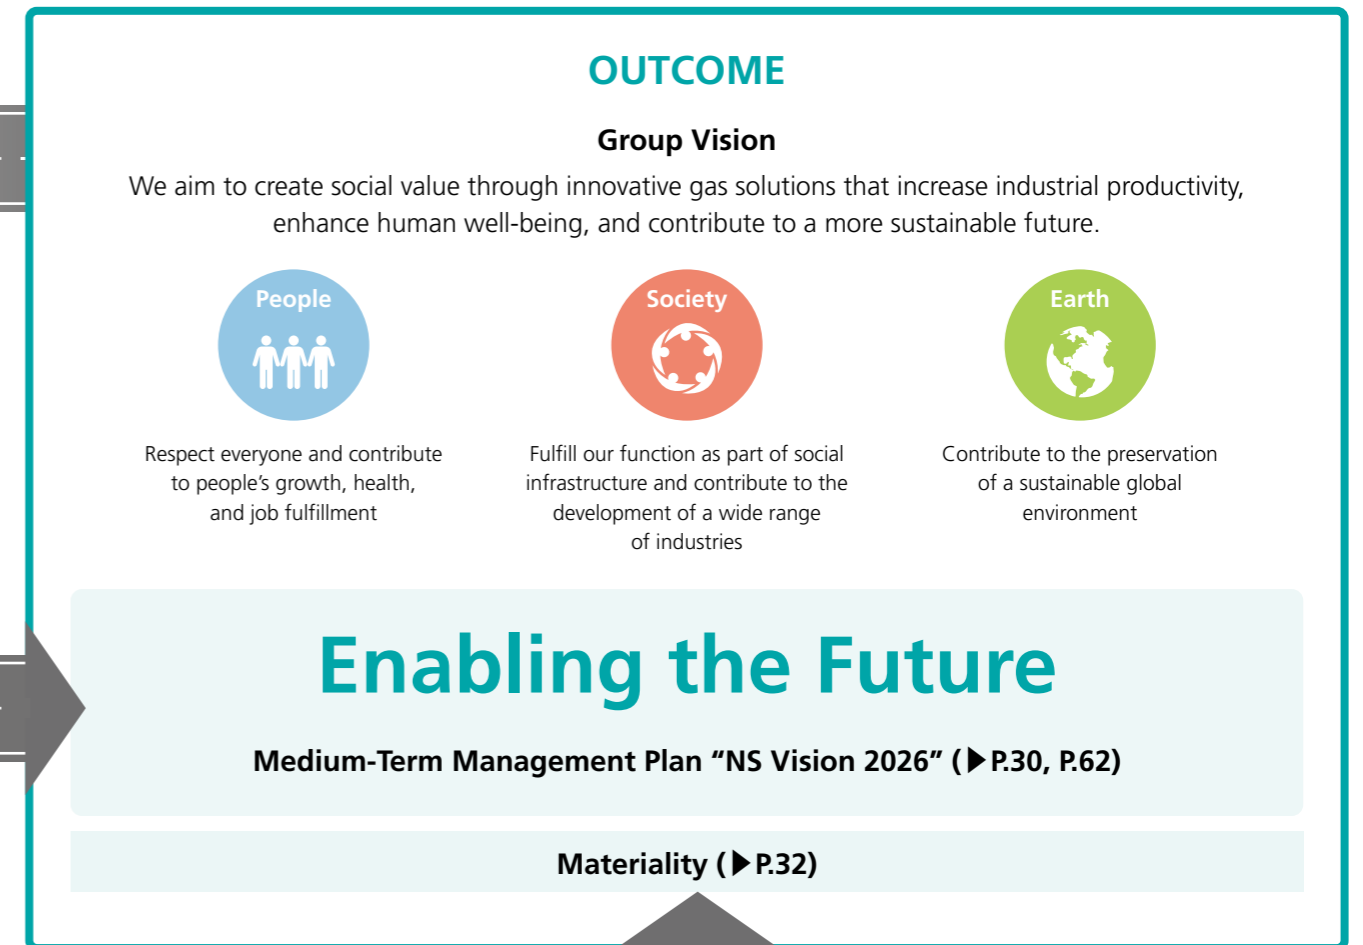 OUTCOME
Group Vision
We aim to create social value through innovative gas solutions that increase industrial productivity,
enhance human well-being, and contribute to a more sustainable future.
People
Respect everyone and contribute
to people’s growth, health,
and job fulfillment
Society
Fulfill our function as part of social
infrastructure and contribute to the
development of a wide range
of industries
Earth
Contribute to the preservation
of a sustainable global
environment
Enabling the Future
Medium-Term Management Plan “NS Vision 2026” (▶P.30, P.62)
Materiality (▶P.32)